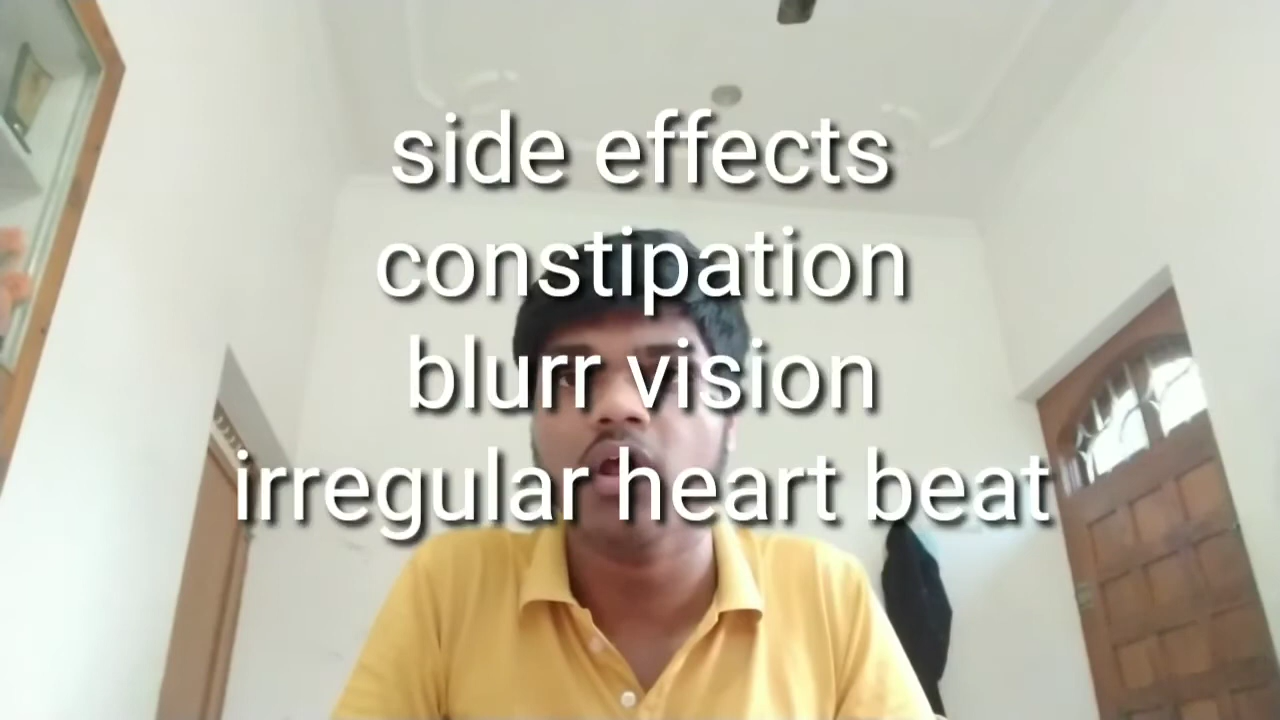 side effects
constipation
blurr vision
irregular heart beat